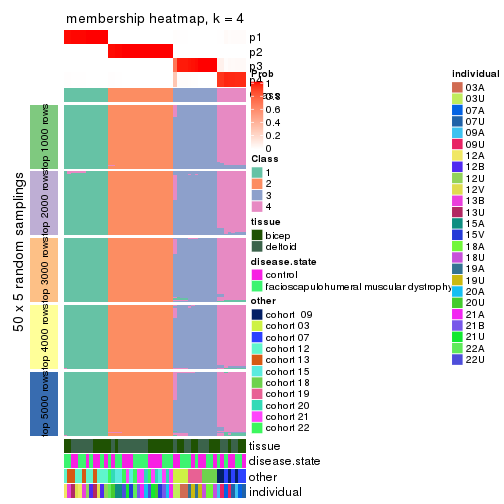 membership heatmap, k = 4
p1
p2
p3
p4
50 x 5 random samplings
top 1000 rows
top 2000 rows
top 3000 rows
top 4000 rows
top 5000 rows
Prob
1
0.8
0.6
0.4
0.2
0
Class
1
2
3
4
tissue
bicep
deltoid
disease.state
control
facioscapulohumeral muscular dystrophy
other
cohort 09
cohort 03
cohort 07
cohort 12
cohort 13
cohort 15
cohort 18
cohort 19
cohort 20
cohort 21
cohort 22
individual
03A
03U
07A
07U
09A
09U
12A
12B
12U
12V
13B
13U
15A
15V
18A
18U
19A
19U
20A
20U
21A
21B
21U
22A
22U
tissue
disease.state
other
individual